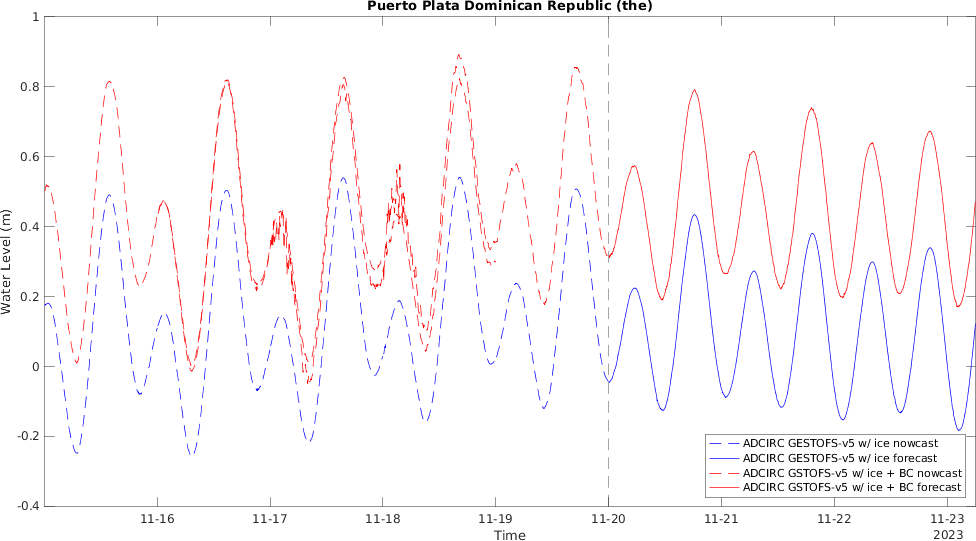 Puerto Plata Dominican Republic (the)
1
0.8
0.6
0.4
0.2
0
-0.2
-0.4
Water Level (m)
11-16 11-17 11-18 11-19 11-20 11-21 11-22 11-23
2023
Time
ADCIRC GESTOFS-v5 w/ ice nowcast
ADCIRC GESTOFS-v5 w/ ice forecast
ADCIRC GSTOFS-v5 w/ ice + BC nowcast
ADCIRC GSTOFS-v5 w/ ice + BC forecast